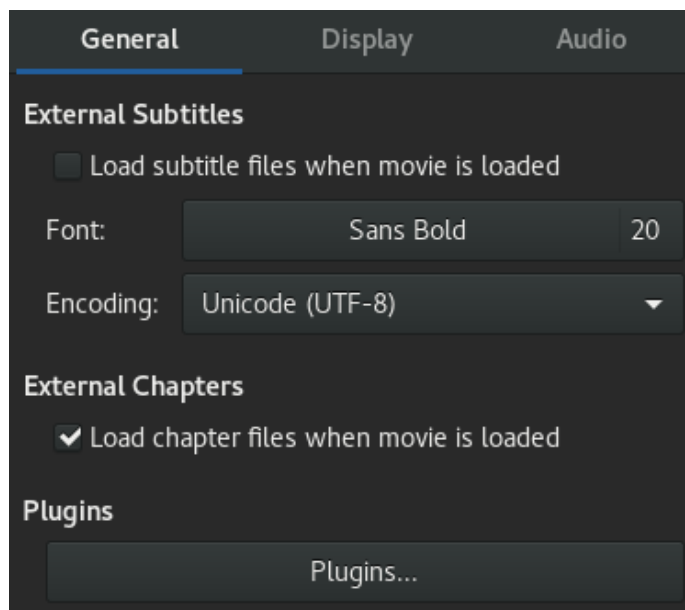 General Display Audio
External Subtitles
Load subtitle files when movie is loaded
Font: Sans Bold 20
Encoding: Unicode (UTF-8)
External Chapters
Load chapter files when movie is loaded
Plugins
Plugins...